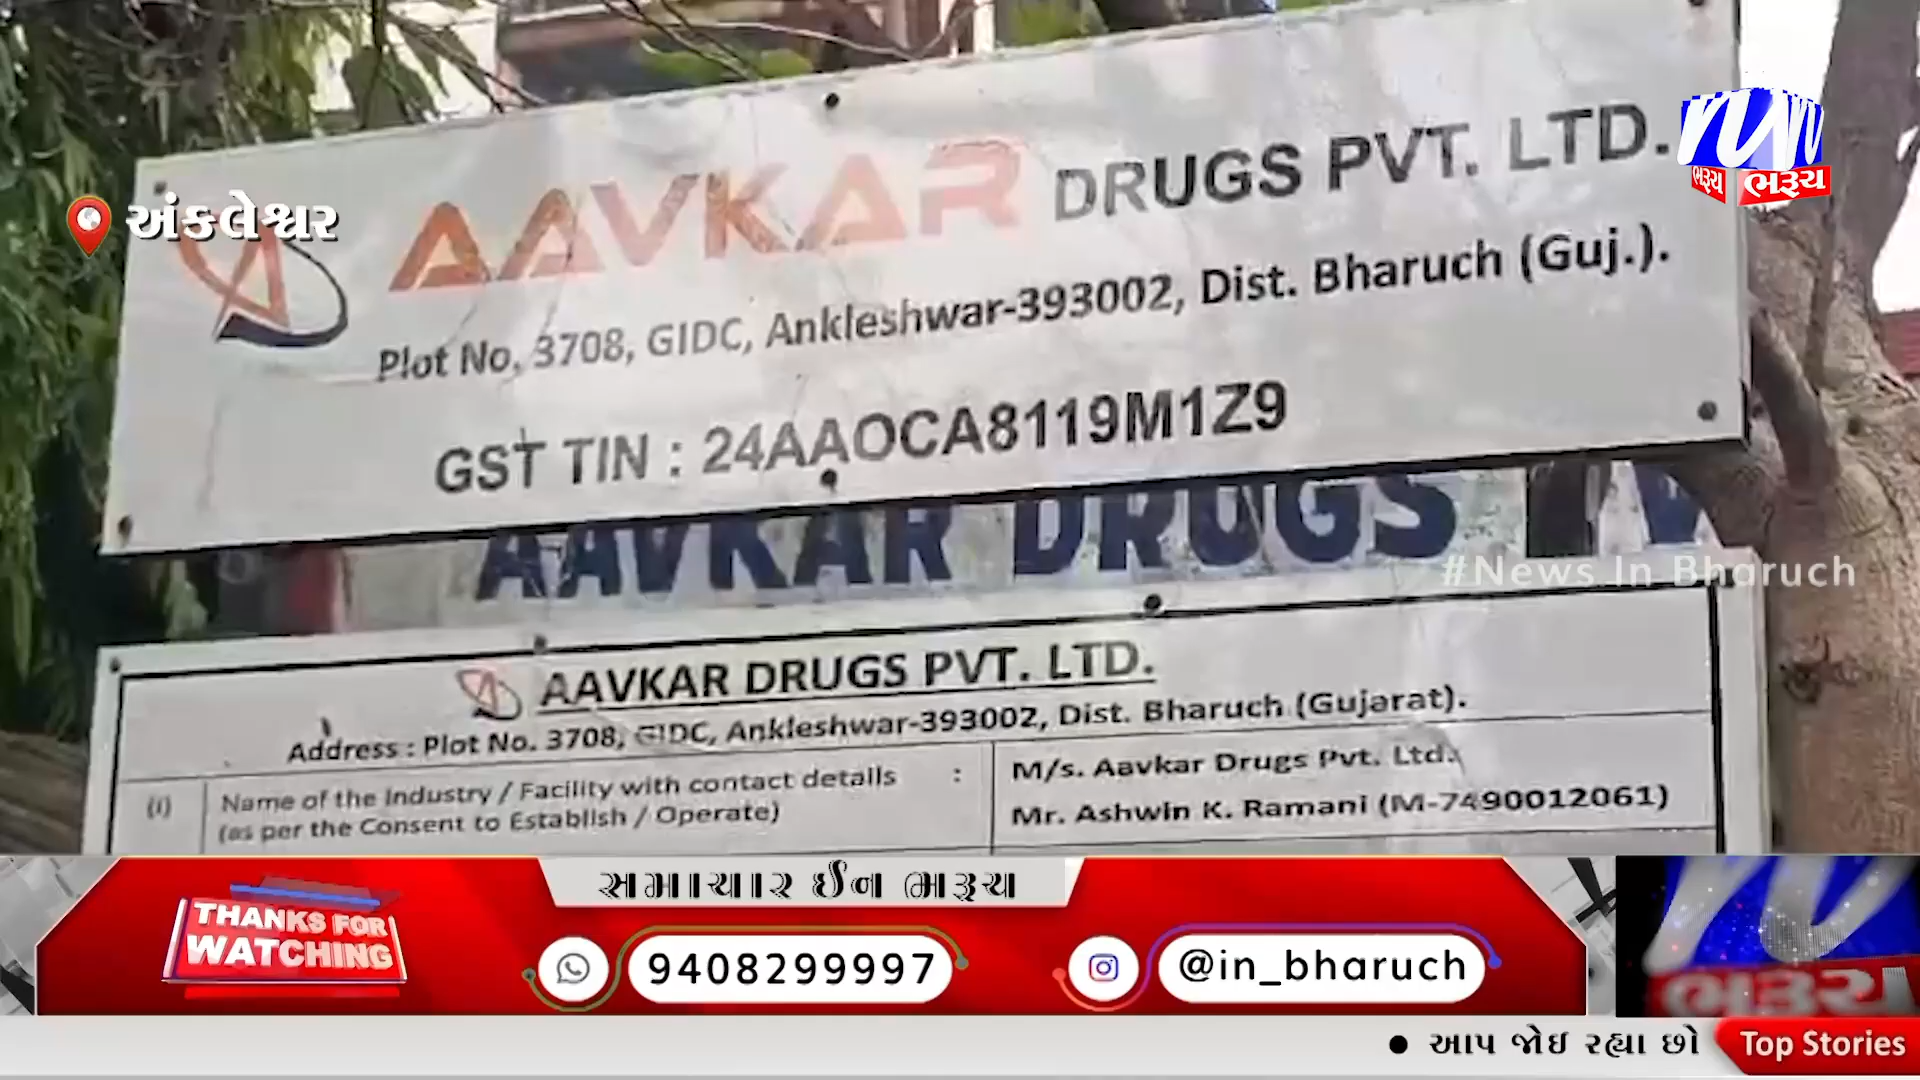 અંકલેશ્વર
AAVKAR DRUGS PVT. LTD.
Plot No. 3708, GIDC, Ankleshwar-393002, Dist. Bharuch (Guj.).
GST TIN : 24AAOCA8119M1Z9
ભરૂચ ભરૂચ
AAVKAR DRUGS
#News In Bharuch
AAVKAR DRUGS PVT. LTD.
Address : Plot No. 3708, GIDC, Ankleshwar-393002, Dist. Bharuch (Gujarat).
(i) Name of the Industry / Facility with contact details :
(as per the Consent to Establish / Operate)
M/s. Aavkar Drugs Pvt. Ltd.
Mr. Ashwin K. Ramani (M-7490012061)
સમાચાર ઈન ભરૂચ
THANKS FOR
WATCHING
9408299997
@in_bharuch
ભરૂચ
• આપ જોઇ રહ્યા છો
Top Stories